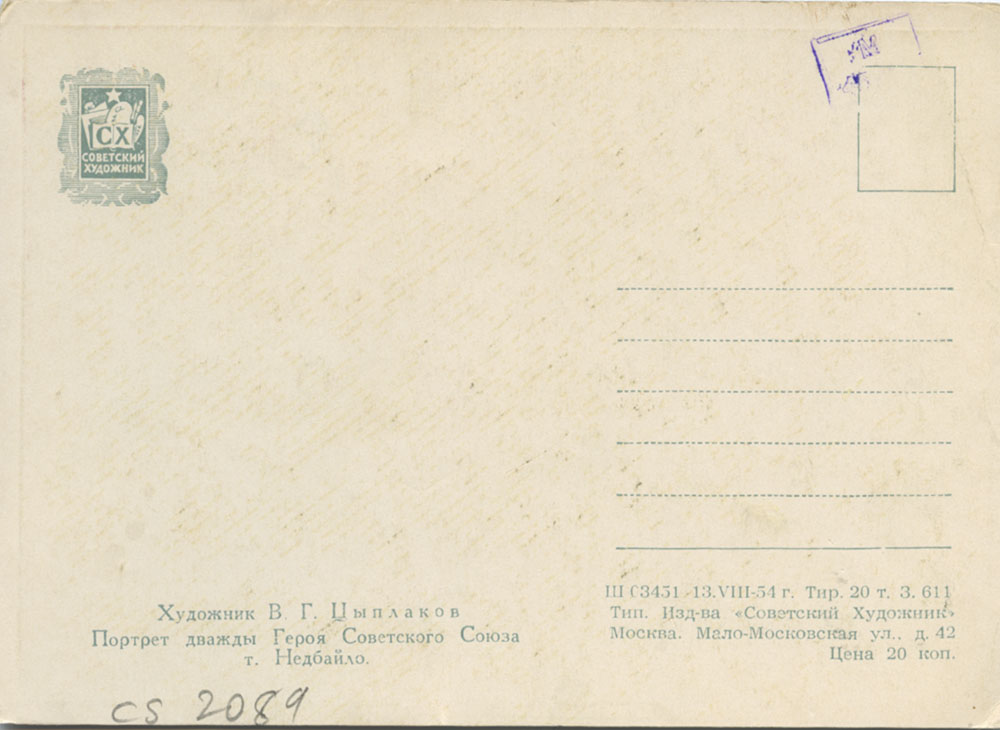 СХ
СОВЕТСКИЙ
ХУДОЖНИК
Художник В. Г. Цыплаков
Портрет дважды Героя Советского Союза
т. Недбайло.
Ш 03451 13.VIII-54 г. Тир. 20 т. З. 611
Тип. Изд-ва «Советский Художник»
Москва. Мало-Московская ул., д. 42
Цена 20 коп.
CS 2089